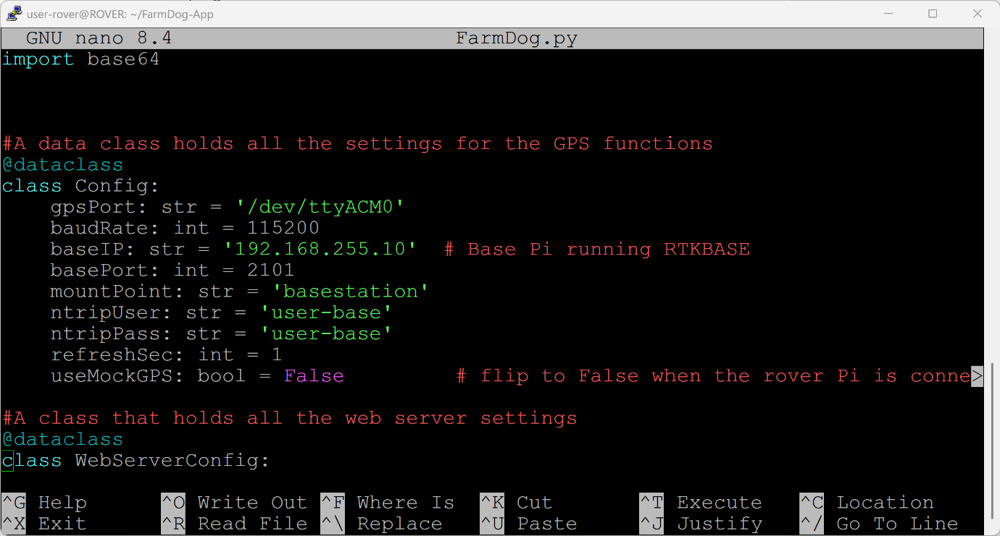 user-rover@ROVER: ~/FarmDog-App
GNU nano 8.4 FarmDog.py
import base64
#A data class holds all the settings for the GPS functions
@dataclass
class Config:
    gpsPort: str = '/dev/ttyACM0'
    baudRate: int = 115200
    baseIP: str = '192.168.255.10'  # Base Pi running RTKBASE
    basePort: int = 2101
    mountPoint: str = 'basestation'
    ntripUser: str = 'user-base'
    ntripPass: str = 'user-base'
    refreshSec: int = 1
    useMockGPS: bool = False         # flip to False when the rover Pi is conne>
#A class that holds all the web server settings
@dataclass
class WebServerConfig:
^G Help ^O Write Out ^F Where Is ^K Cut ^T Execute ^C Location
^X Exit ^R Read File ^\ Replace ^U Paste ^J Justify ^/ Go To Line